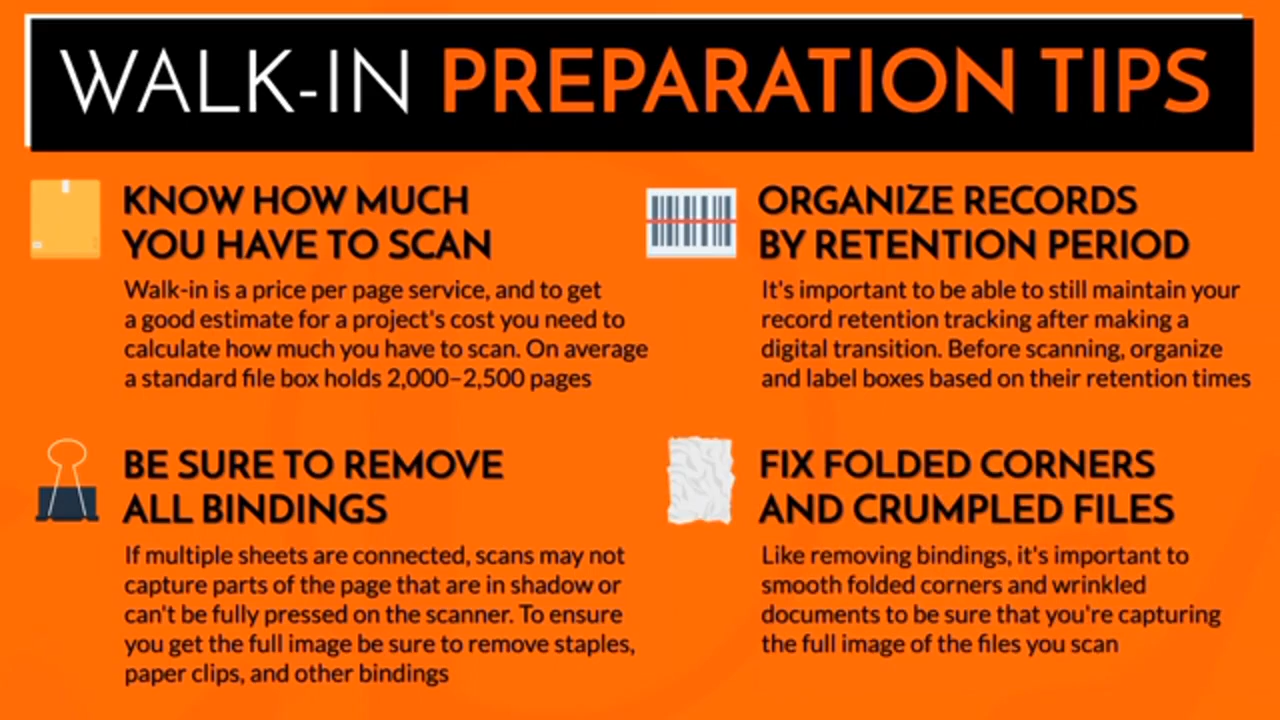 WALK-IN PREPARATION TIPS
KNOW HOW MUCH
YOU HAVE TO SCAN
Walk-in is a price per page service, and to get
a good estimate for a project's cost you need to
calculate how much you have to scan. On average
a standard file box holds 2,000–2,500 pages
ORGANIZE RECORDS
BY RETENTION PERIOD
It's important to be able to still maintain your
record retention tracking after making a
digital transition. Before scanning, organize
and label boxes based on their retention times
BE SURE TO REMOVE
ALL BINDINGS
If multiple sheets are connected, scans may not
capture parts of the page that are in shadow or
can't be fully pressed on the scanner. To ensure
you get the full image be sure to remove staples,
paper clips, and other bindings
FIX FOLDED CORNERS
AND CRUMPLED FILES
Like removing bindings, it's important to
smooth folded corners and wrinkled
documents to be sure that you're capturing
the full image of the files you scan